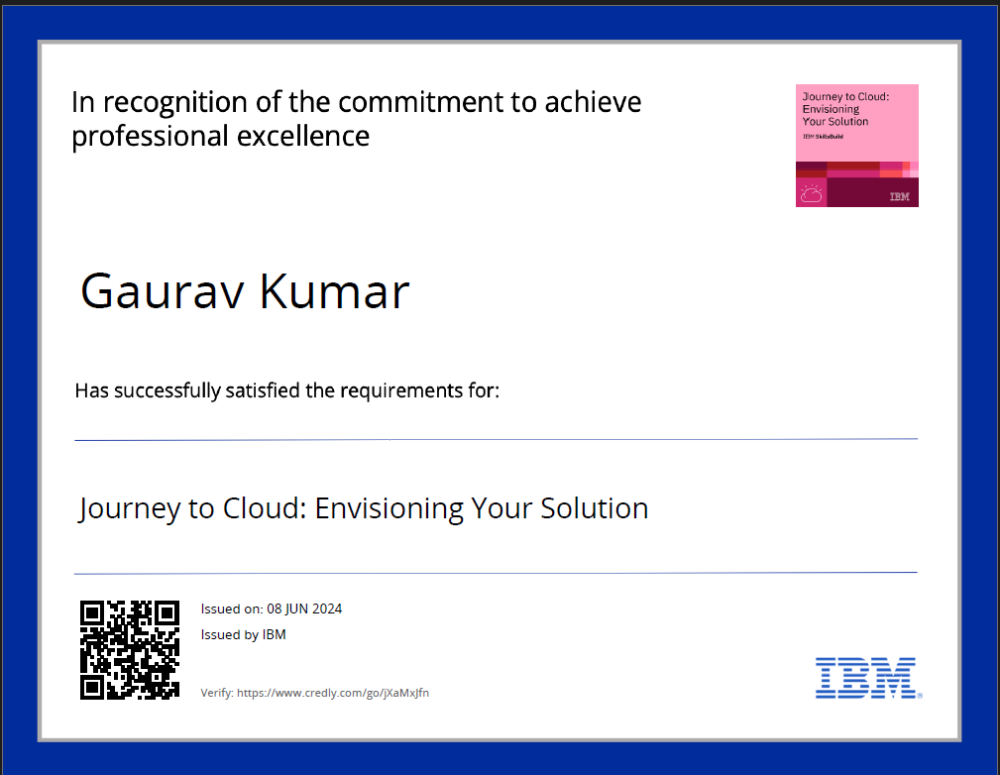 In recognition of the commitment to achieve
professional excellence
Journey to Cloud:
Envisioning
Your Solution
IBM SkillsBuild
IBM
Gaurav Kumar
Has successfully satisfied the requirements for:
Journey to Cloud: Envisioning Your Solution
Issued on: 08 JUN 2024
Issued by IBM
Verify: https://www.credly.com/go/jXaMxJfn
IBM®